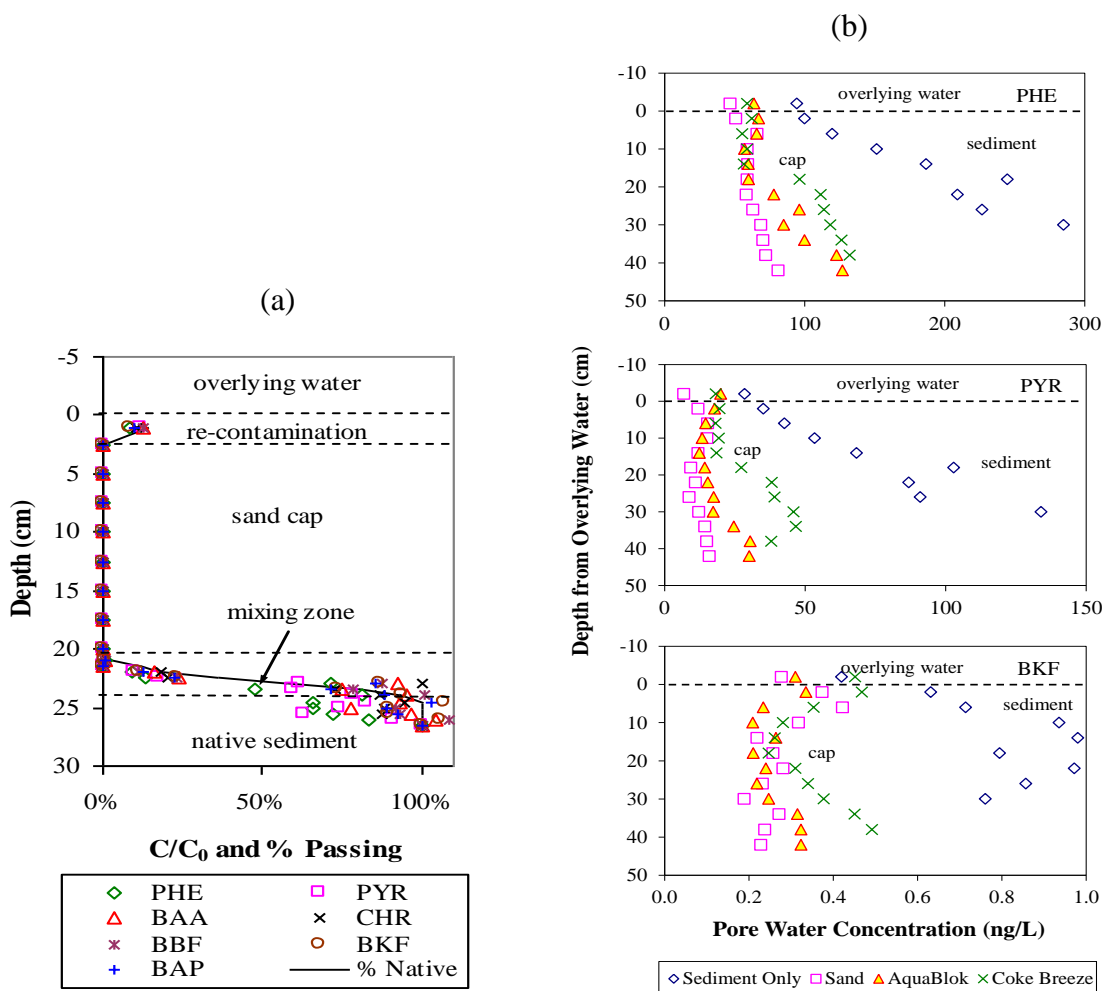 (a)
-5
0
5
10
15
20
25
30
Depth (cm)
overlying water
re-contamination
sand cap
mixing zone
native sediment
0%
50%
100%
C/C0 and % Passing
PHE
PYR
BAA
CHR
BBF
BKF
BAP
% Native
(b)
Depth from Overlying Water (cm)
-10
0
10
20
30
40
50
overlying water
PHE
sediment
cap
0
100
200
300
-10
0
10
20
30
40
50
overlying water
PYR
cap
sediment
0
50
100
150
-10
0
10
20
30
40
50
overlying water
BKF
sediment
cap
0.0
0.2
0.4
0.6
0.8
1.0
Pore Water Concentration (ng/L)
Sediment Only
Sand
AquaBlok
Coke Breeze